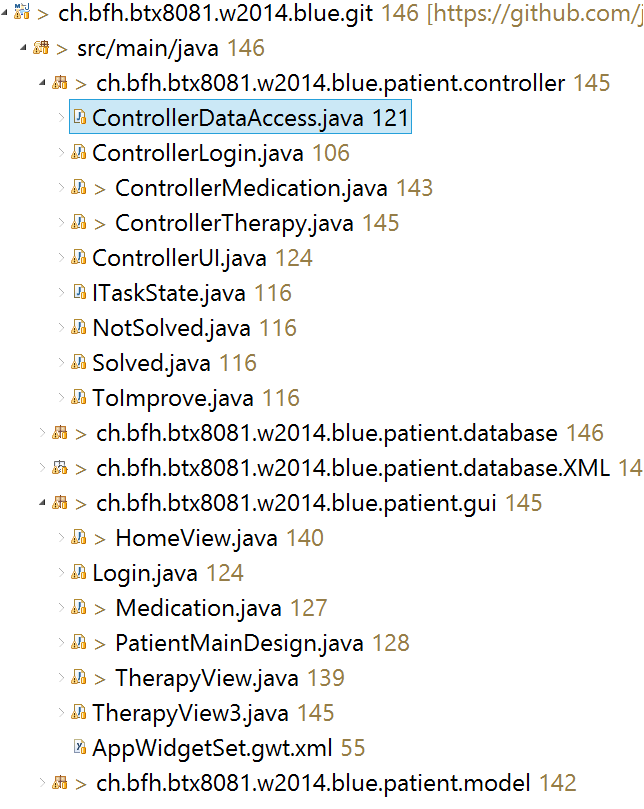 > ch.bfh.btx8081.w2014.blue.git 146 [https://github.com/j
> src/main/java 146
> ch.bfh.btx8081.w2014.blue.patient.controller 145
ControllerDataAccess.java 121
ControllerLogin.java 106
> ControllerMedication.java 143
> ControllerTherapy.java 145
ControllerUI.java 124
ITaskState.java 116
NotSolved.java 116
Solved.java 116
ToImprove.java 116
> ch.bfh.btx8081.w2014.blue.patient.database 146
> ch.bfh.btx8081.w2014.blue.patient.database.XML 14
> ch.bfh.btx8081.w2014.blue.patient.gui 145
> HomeView.java 140
Login.java 124
> Medication.java 127
> PatientMainDesign.java 128
> TherapyView.java 139
TherapyView3.java 145
AppWidgetSet.gwt.xml 55
> ch.bfh.btx8081.w2014.blue.patient.model 142